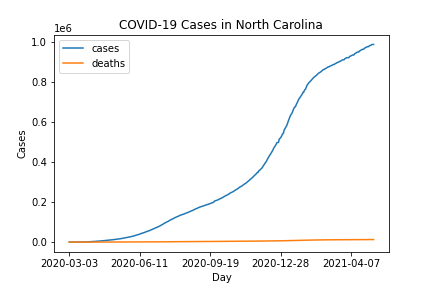 COVID-19 Cases in North Carolina
1e6
cases
deaths
1.0
0.8
0.6
0.4
0.2
0.0
Cases
2020-03-03 2020-06-11 2020-09-19 2020-12-28 2021-04-07
Day